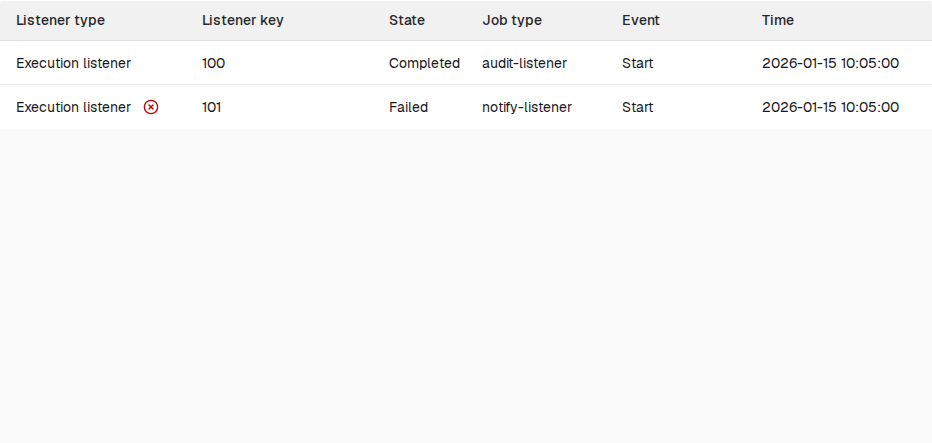 Listener type Listener key State Job type Event Time
Execution listener 100 Completed audit-listener Start 2026-01-15 10:05:00
Execution listener 101 Failed notify-listener Start 2026-01-15 10:05:00